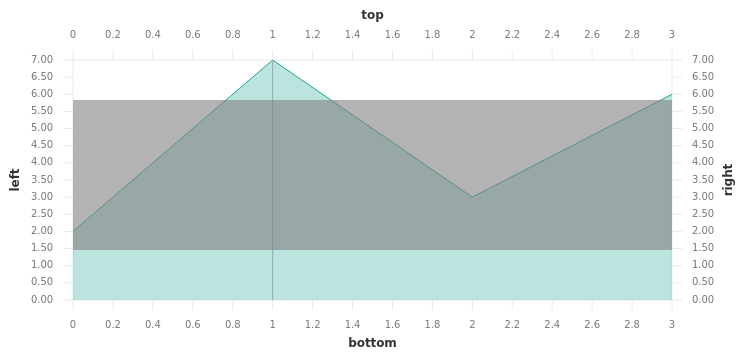 top
0 0.2 0.4 0.6 0.8 1 1.2 1.4 1.6 1.8 2 2.2 2.4 2.6 2.8 3
7.00 7.00
6.50 6.50
6.00 6.00
5.50 5.50
5.00 5.00
4.50 4.50
4.00 4.00
left 3.50 3.50 right
3.00 3.00
2.50 2.50
2.00 2.00
1.50 1.50
1.00 1.00
0.50 0.50
0.00 0.00
0 0.2 0.4 0.6 0.8 1 1.2 1.4 1.6 1.8 2 2.2 2.4 2.6 2.8 3
bottom